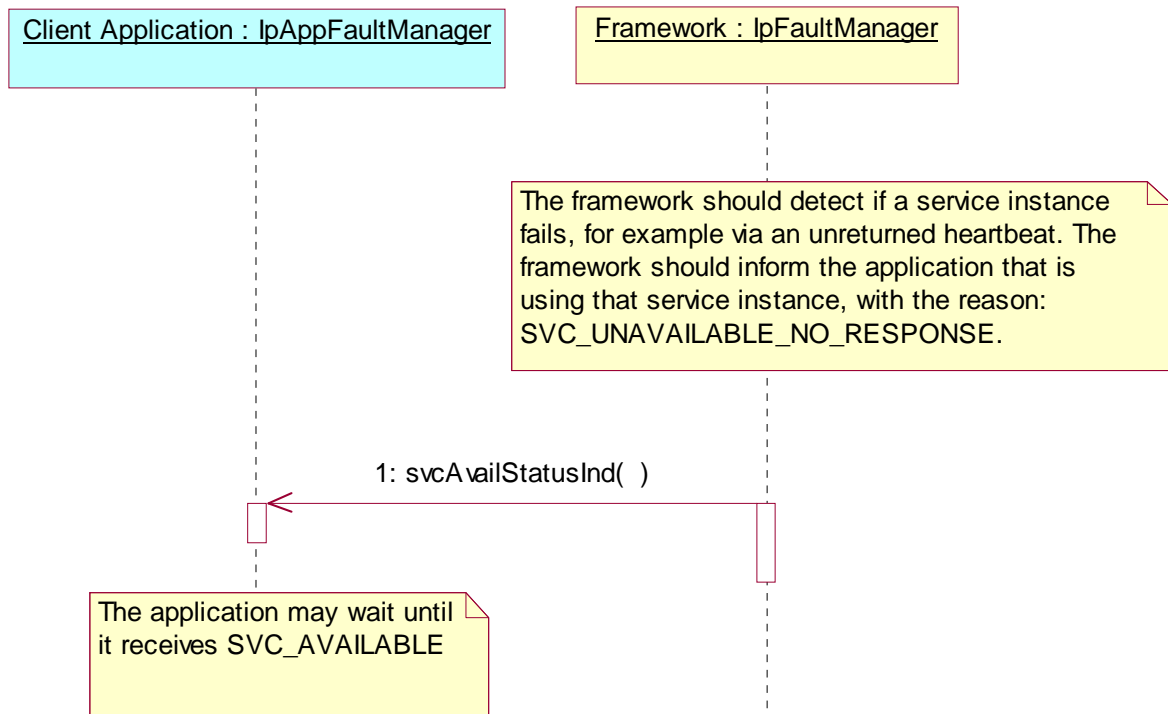 Client Application : IpAppFaultManager
Framework : IpFaultManager
The framework should detect if a service instance
fails, for example via an unreturned heartbeat. The
framework should inform the application that is
using that service instance, with the reason:
SVC_UNAVAILABLE_NO_RESPONSE.
1: svcAvailStatusInd( )
The application may wait until
it receives SVC_AVAILABLE